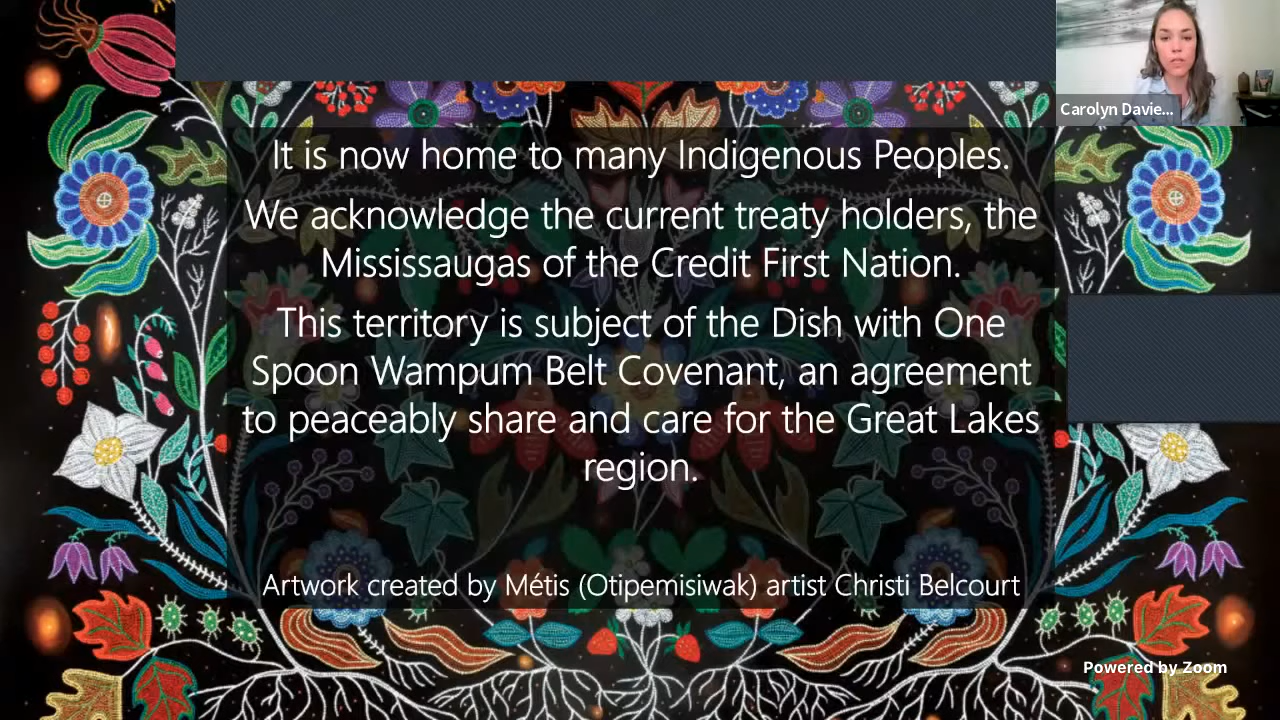 Carolyn Davie...
It is now home to many Indigenous Peoples.
We acknowledge the current treaty holders, the
Mississaugas of the Credit First Nation.
This territory is subject of the Dish with One
Spoon Wampum Belt Covenant, an agreement
to peaceably share and care for the Great Lakes
region.
Artwork created by Métis (Otipemisiwak) artist Christi Belcourt
Powered by Zoom